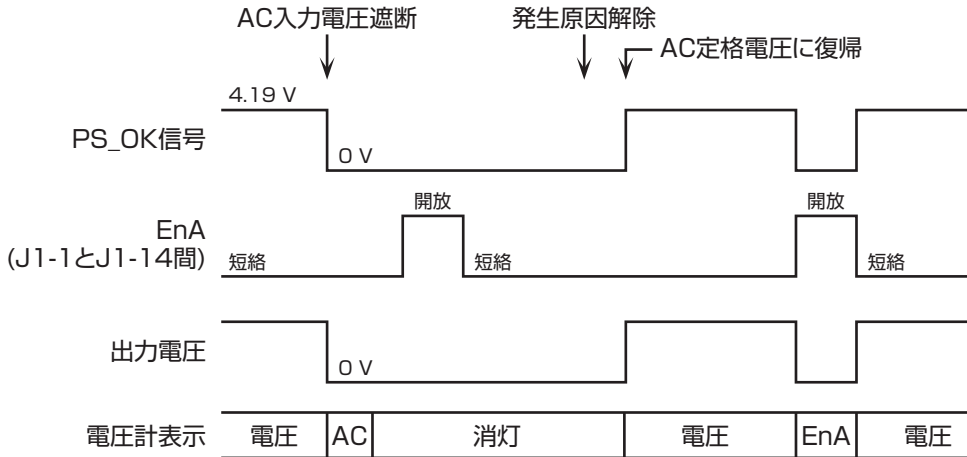 AC入力電圧遮断
発生原因解除
AC定格電圧に復帰
4.19 V
PS_OK信号
0 V
開放
開放
EnA
(J1-1とJ1-14間)
短絡
短絡
短絡
出力電圧
0 V
電圧計表示
電圧
AC
消灯
電圧
EnA
電圧